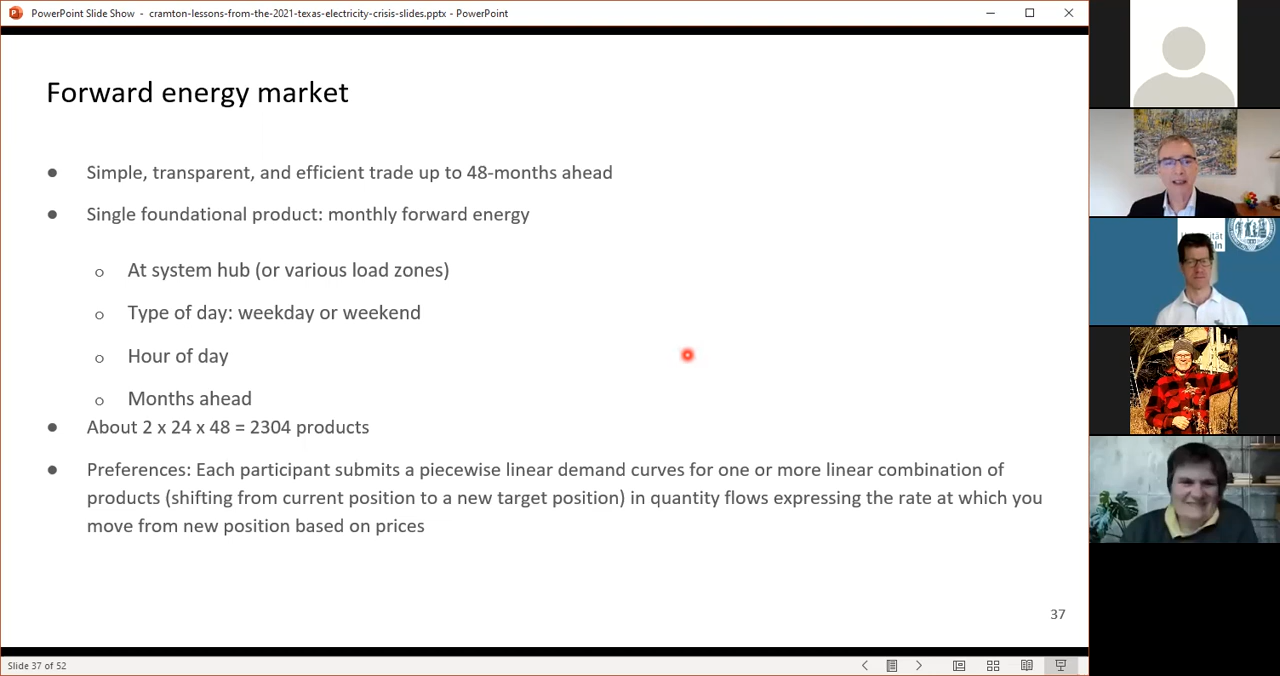 PowerPoint Slide Show - cramton-lessons-from-the-2021-texas-electricity-crisis-slides.pptx - PowerPoint
Forward energy market
● Simple, transparent, and efficient trade up to 48-months ahead
● Single foundational product: monthly forward energy
o At system hub (or various load zones)
o Type of day: weekday or weekend
o Hour of day
o Months ahead
● About 2 x 24 x 48 = 2304 products
● Preferences: Each participant submits a piecewise linear demand curves for one or more linear combination of
products (shifting from current position to a new target position) in quantity flows expressing the rate at which you
move from new position based on prices
37
Slide 37 of 52